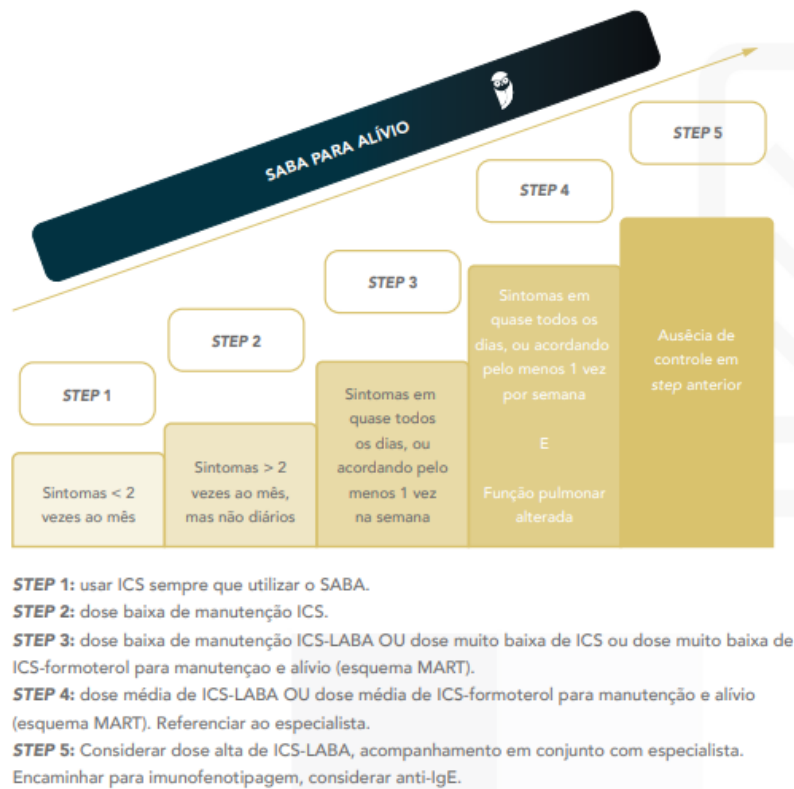 SABA PARA ALÍVIO
STEP 5
STEP 4
STEP 3
STEP 2
STEP 1
Sintomas < 2
vezes ao mês
Sintomas > 2
vezes ao mês,
mas não diários
Sintomas em
quase todos
os dias, ou
acordando pelo
menos 1 vez
na semana
Sintomas em
quase todos os
dias, ou acordando
pelo menos 1 vez
por semana
E
Função pulmonar
alterada
Ausêcia de
controle em
step anterior
STEP 1: usar ICS sempre que utilizar o SABA.
STEP 2: dose baixa de manutenção ICS.
STEP 3: dose baixa de manutenção ICS-LABA OU dose muito baixa de ICS ou dose muito baixa de
ICS-formoterol para manutençao e alívio (esquema MART).
STEP 4: dose média de ICS-LABA OU dose média de ICS-formoterol para manutenção e alívio
(esquema MART). Referenciar ao especialista.
STEP 5: Considerar dose alta de ICS-LABA, acompanhamento em conjunto com especialista.
Encaminhar para imunofenotipagem, considerar anti-IgE.